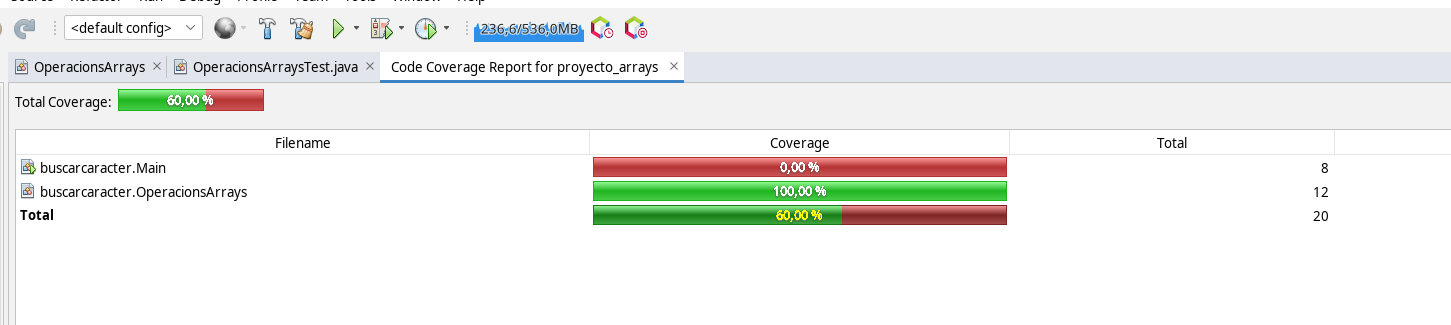 <default config>
236,6/536,0MB
OperacionsArrays
OperacionsArraysTest.java
Code Coverage Report for proyecto_arrays
Total Coverage: 60,00 %
Filename Coverage Total
buscarcaracter.Main 0,00 % 8
buscarcaracter.OperacionsArrays 100,00 % 12
Total 60,00 % 20